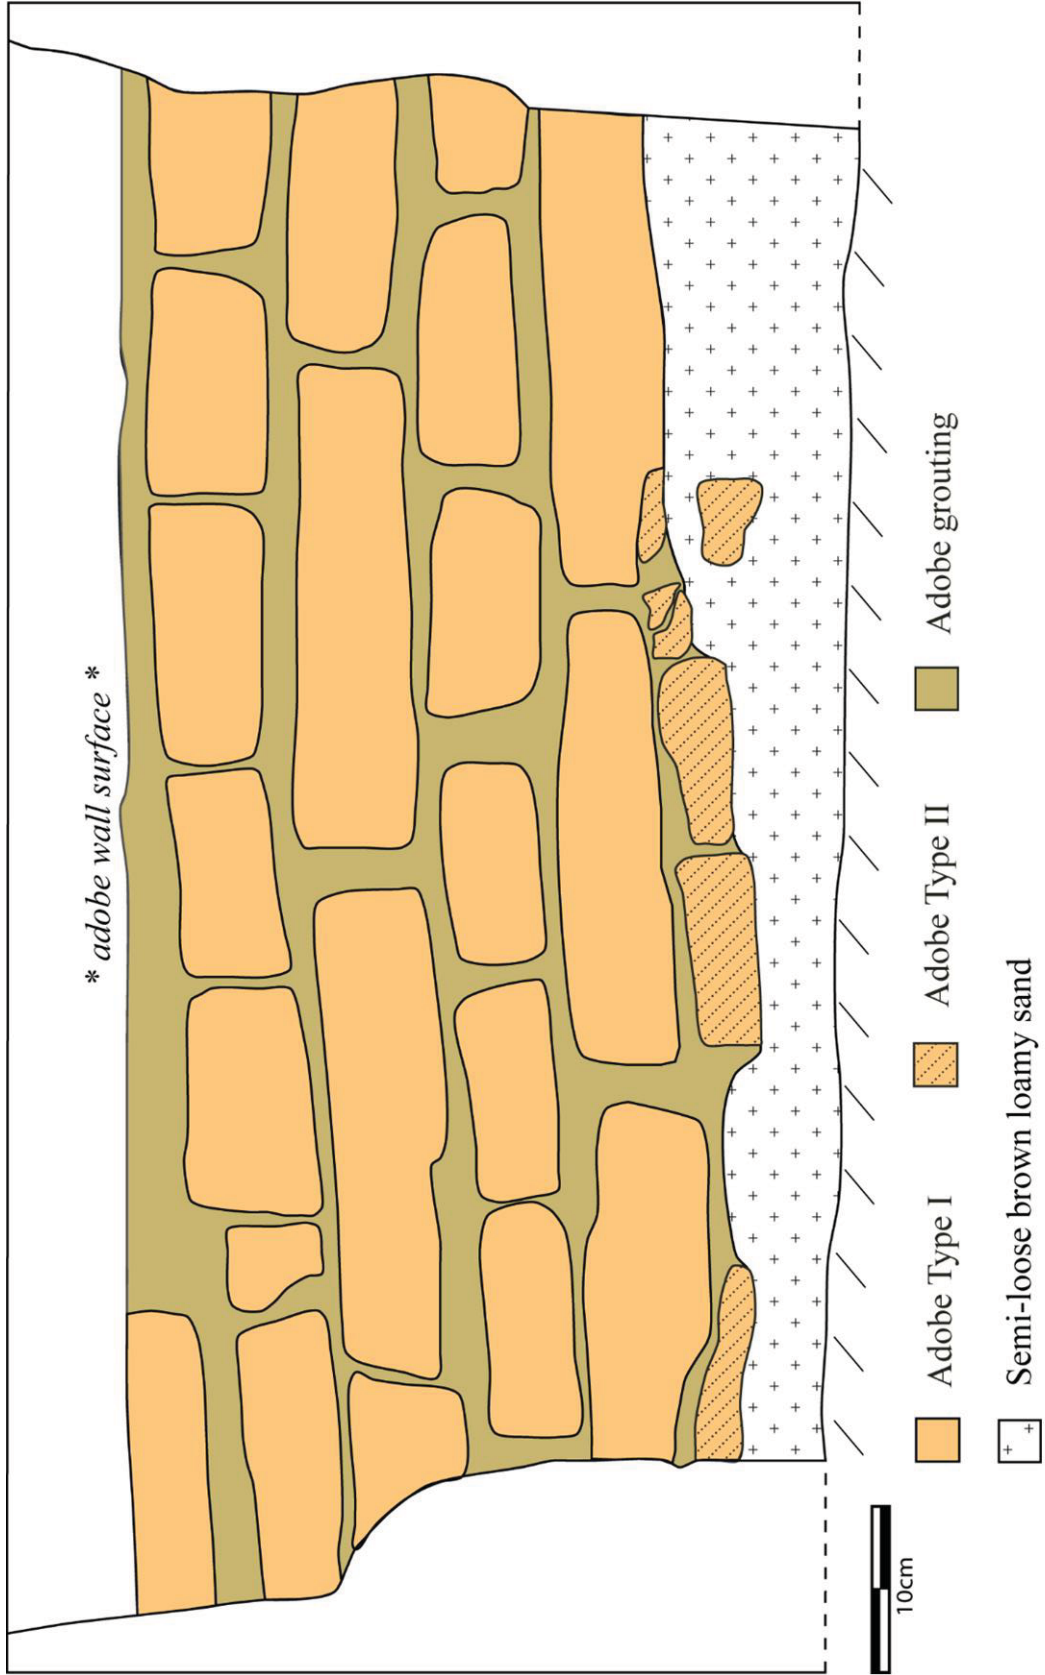 * adobe wall surface *
Adobe Type I
Adobe Type II
Adobe grouting
Semi-loose brown loamy sand
10cm